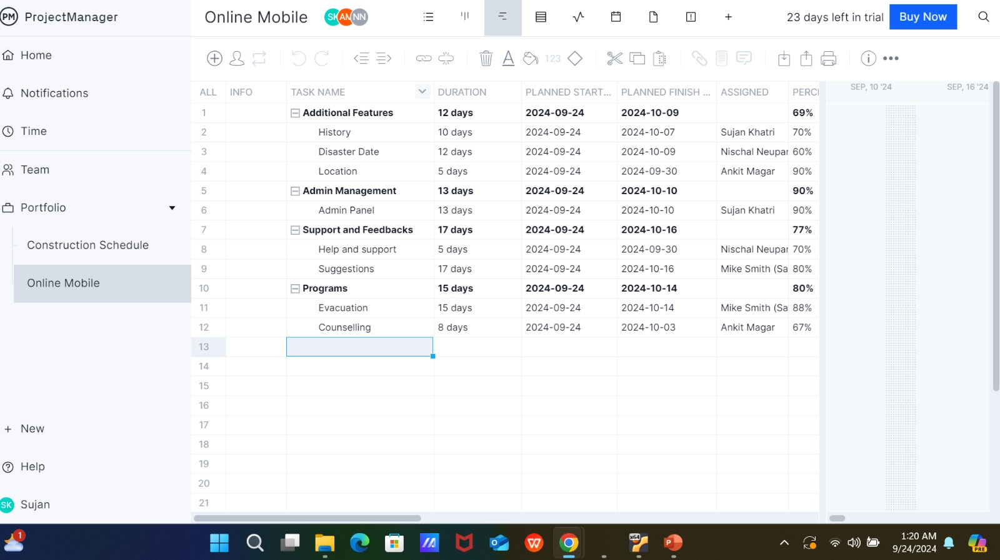 PM ProjectManager
Online Mobile
SK AM NN
23 days left in trial
Buy Now
Home
Notifications
Time
Team
Portfolio
Construction Schedule
Online Mobile
New
Help
SK Sujan
123
ALL INFO TASK NAME DURATION PLANNED START... PLANNED FINISH ... ASSIGNED PERC
SEP, 10 '24 SEP, 16 '24
1 Additional Features 12 days 2024-09-24 2024-10-09 69%
2 History 10 days 2024-09-24 2024-10-07 Sujan Khatri 70%
3 Disaster Date 12 days 2024-09-24 2024-10-09 Nischal Neupan 60%
4 Location 5 days 2024-09-24 2024-09-30 Ankit Magar 90%
5 Admin Management 13 days 2024-09-24 2024-10-10 90%
6 Admin Panel 13 days 2024-09-24 2024-10-10 Sujan Khatri 90%
7 Support and Feedbacks 17 days 2024-09-24 2024-10-16 77%
8 Help and support 5 days 2024-09-24 2024-09-30 Nischal Neupan 70%
9 Suggestions 17 days 2024-09-24 2024-10-16 Mike Smith (Sa 80%
10 Programs 15 days 2024-09-24 2024-10-14 80%
11 Evacuation 15 days 2024-09-24 2024-10-14 Mike Smith (Sa 88%
12 Counselling 8 days 2024-09-24 2024-10-03 Ankit Magar 67%
13
14
15
16
17
18
19
20
21
1
x64
1:20 AM
9/24/2024
PRE